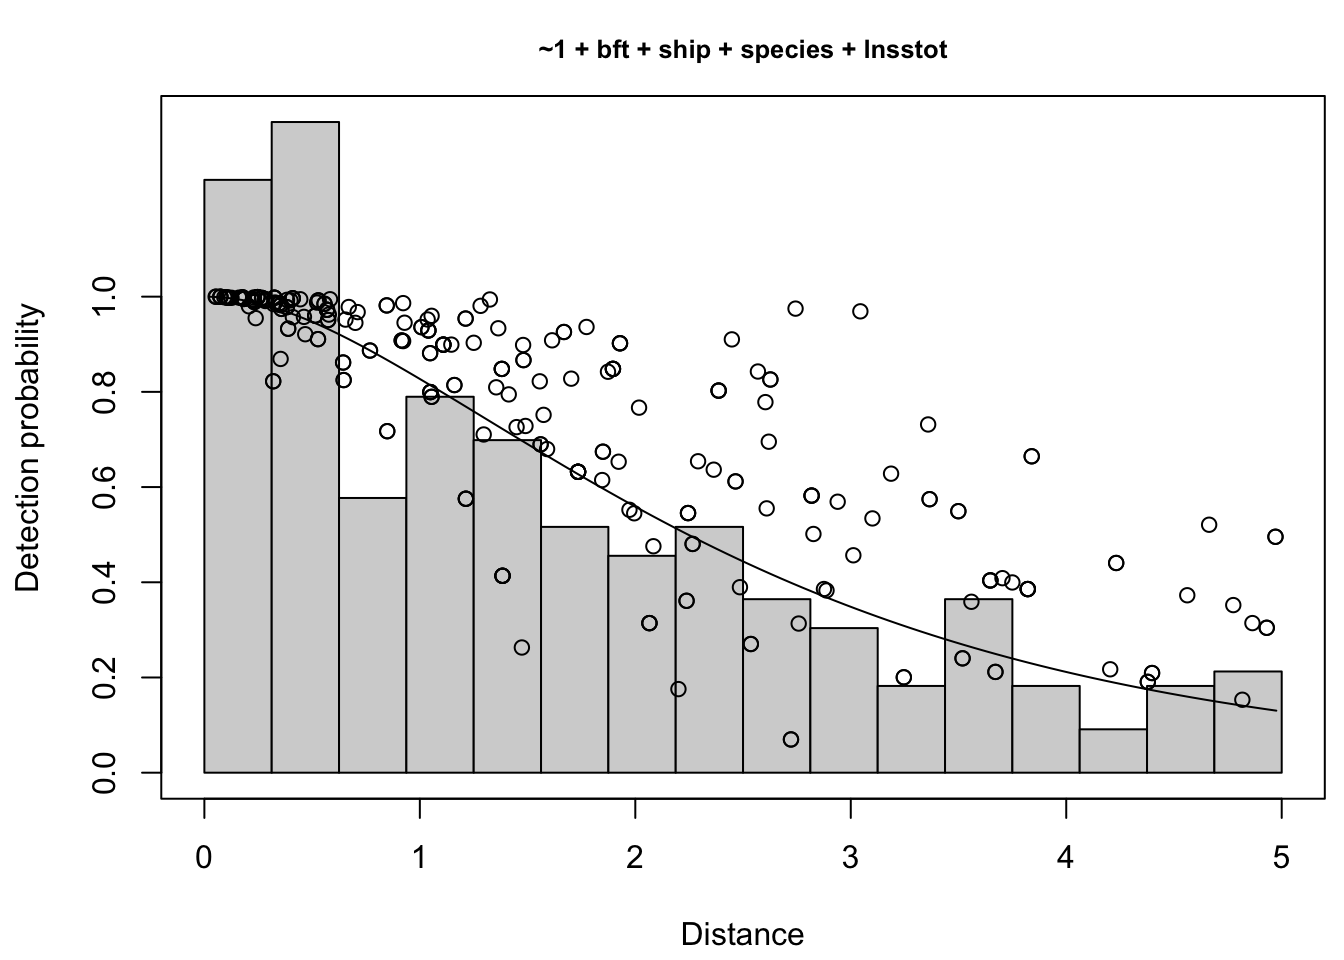 ~1 + bft + ship + species + lnsstot
Detection probability
1.0
0.8
0.6
0.4
0.2
0.0
0 1 2 3 4 5
Distance